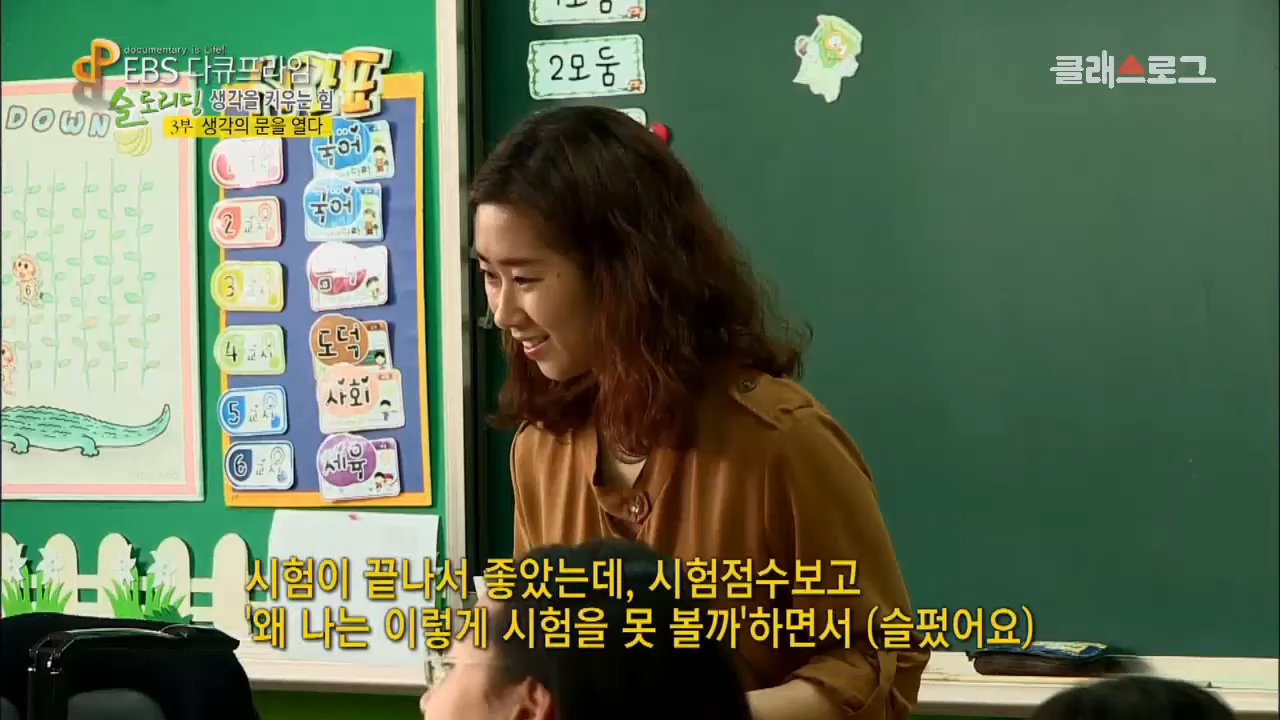 documentary is Life!
EBS 다큐프라임
슬로리딩 생각을 키우는 힘
3부 생각의 문을 열다
클래스로그
2모둠
DOWN
국어
2 교시
국어
3 교시
4 교시
도덕
5 교시
사회
6 교시
체육
6
시험이 끝나서 좋았는데, 시험점수보고
'왜 나는 이렇게 시험을 못 볼까'하면서 (슬펐어요)